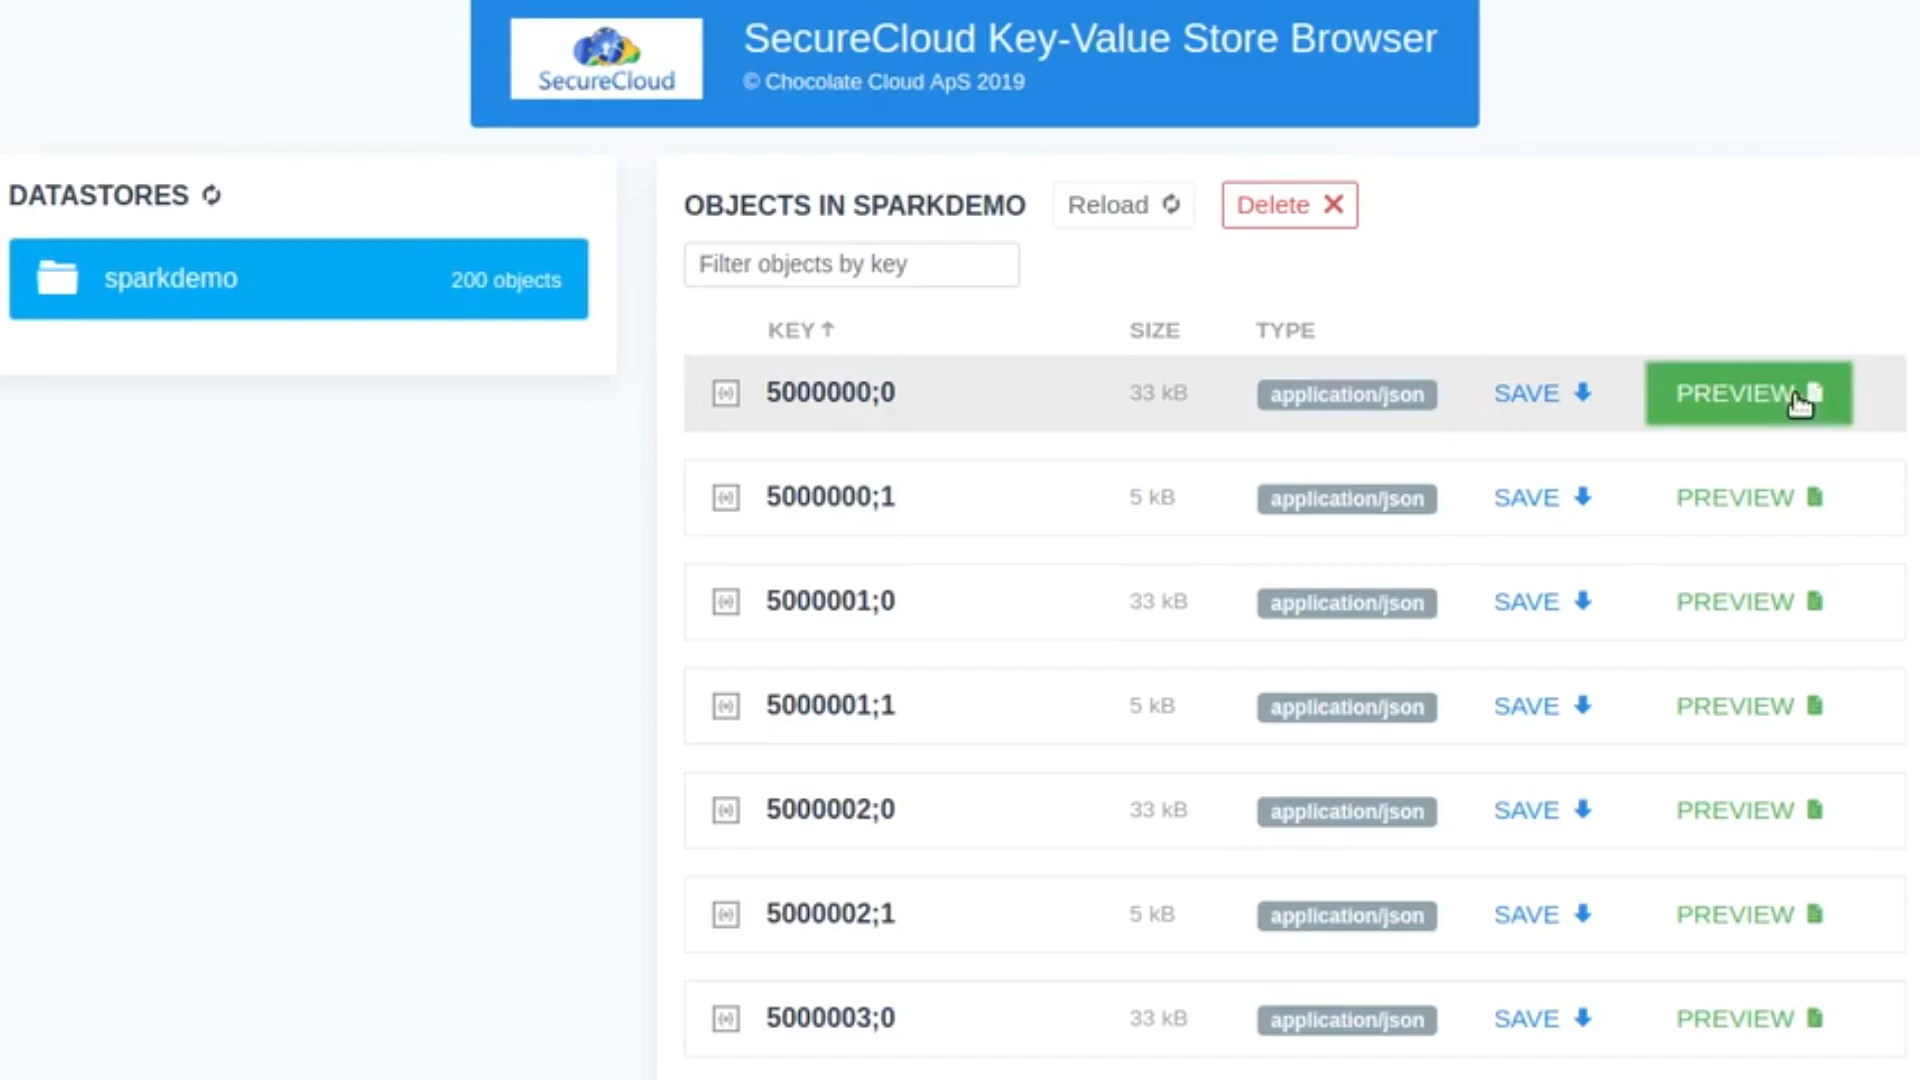 SecureCloud
SecureCloud Key-Value Store Browser
© Chocolate Cloud ApS 2019
DATASTORES
sparkdemo 200 objects
OBJECTS IN SPARKDEMO Reload Delete
Filter objects by key
KEY SIZE TYPE
5000000;0 33 kB application/json SAVE PREVIEW
5000000;1 5 kB application/json SAVE PREVIEW
5000001;0 33 kB application/json SAVE PREVIEW
5000001;1 5 kB application/json SAVE PREVIEW
5000002;0 33 kB application/json SAVE PREVIEW
5000002;1 5 kB application/json SAVE PREVIEW
5000003;0 33 kB application/json SAVE PREVIEW